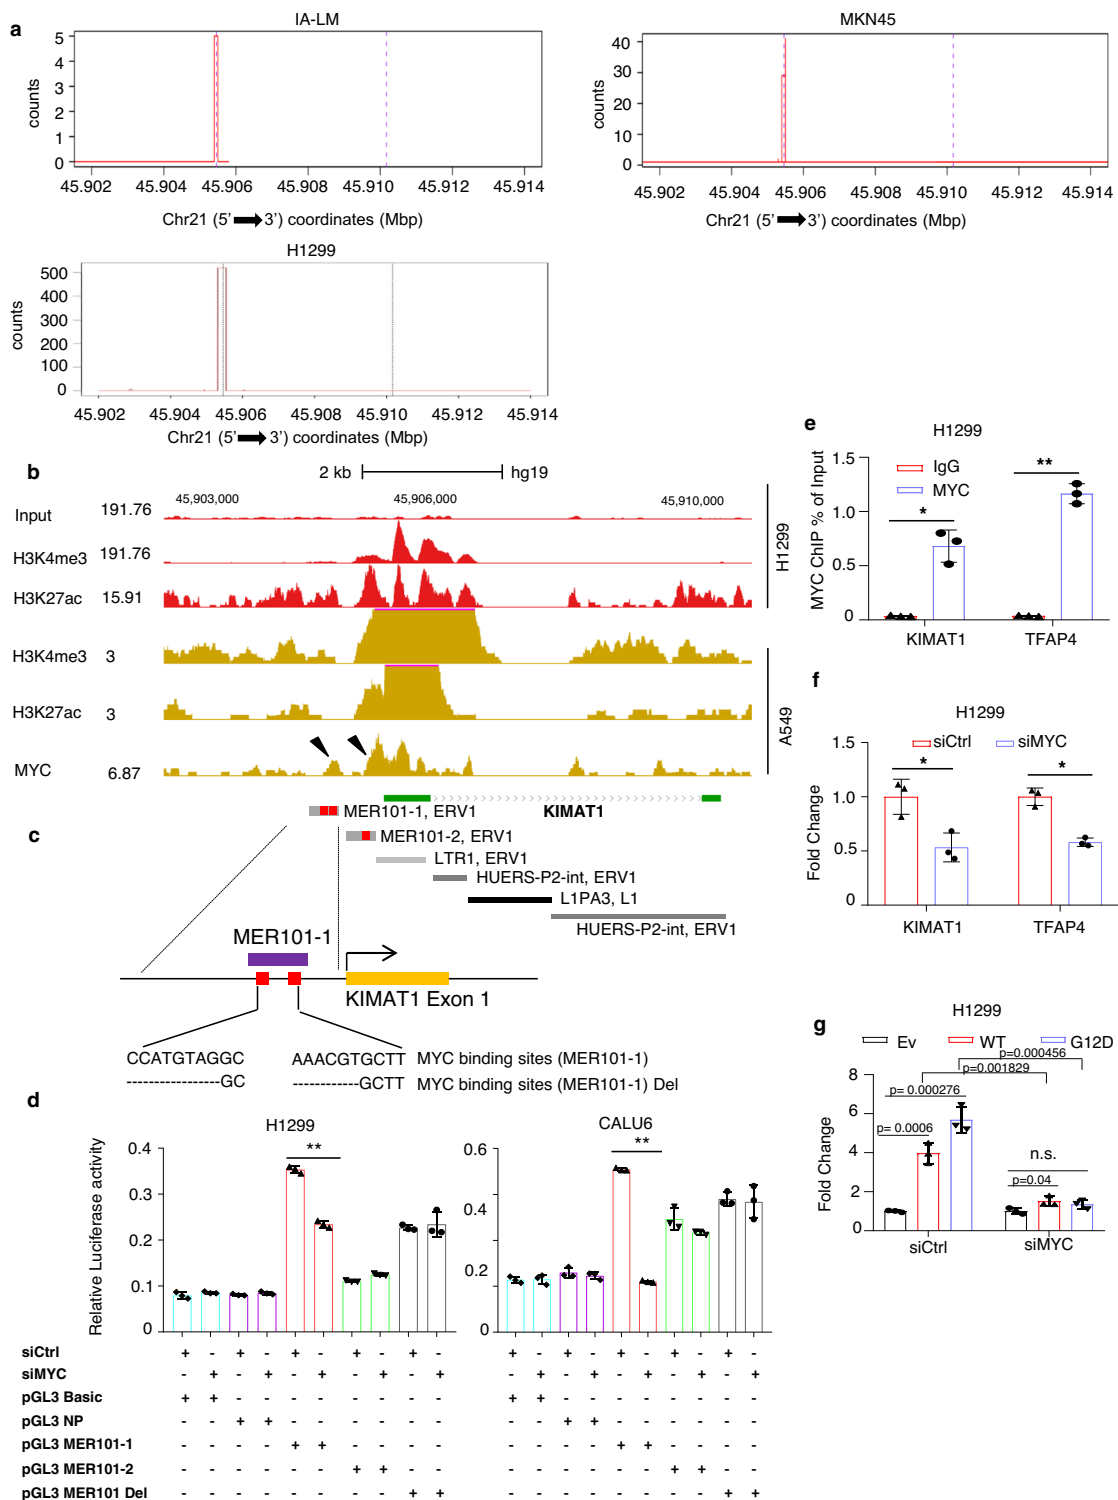 a
IA-LM
counts
5
4
3
2
1
0
45.902 45.904 45.906 45.908 45.910 45.912 45.914
Chr21 (5' 3') coordinates (Mbp)
MKN45
counts
40
30
20
10
0
45.902 45.904 45.906 45.908 45.910 45.912 45.914
Chr21 (5' 3') coordinates (Mbp)
H1299
counts
500
400
300
200
100
0
45.902 45.904 45.906 45.908 45.910 45.912 45.914
Chr21 (5' 3') coordinates (Mbp)
b
2 kb hg19
45,903,000 45,906,000 45,910,000
Input 191.76
H3K4me3 191.76
H3K27ac 15.91
H1299
H3K4me3 3
H3K27ac 3
MYC 6.87
A549
KIMAT1
MER101-1, ERV1
MER101-2, ERV1
LTR1, ERV1
HUERS-P2-int, ERV1
L1PA3, L1
HUERS-P2-int, ERV1
c
MER101-1
KIMAT1 Exon 1
CCATGTAGGC AAACGTGCTT MYC binding sites (MER101-1)
----------------GC -----------GCTT MYC binding sites (MER101-1) Del
d
H1299
Relative Luciferase activity
0.4
0.3
0.2
0.1
0
**
CALU6
0.6
0.4
0.2
0
**
siCtrl + - + - + - + - + - + - + - + - + - + -
siMYC - + - + - + - + - + - + - + - + - + - +
pGL3 Basic + + - - - - - - - - + + - - - - - - - -
pGL3 NP - - + + - - - - - - - - + + - - - - - -
pGL3 MER101-1 - - - - + + - - - - - - - - + + - - - -
pGL3 MER101-2 - - - - - - + + - - - - - - - - + + - -
pGL3 MER101 Del - - - - - - - - + + - - - - - - - - + +
e
H1299
MYC ChIP % of Input
1.5
1.0
0.5
0
IgG
MYC
*
**
KIMAT1 TFAP4
f
H1299
Fold Change
1.0
0.5
0
siCtrl siMYC
*
*
KIMAT1 TFAP4
g
H1299
Ev WT G12D
p=0.000456
p=0.001829
p= 0.000276
p= 0.0006
n.s.
p=0.04
Fold Change
8
6
4
2
0
siCtrl siMYC